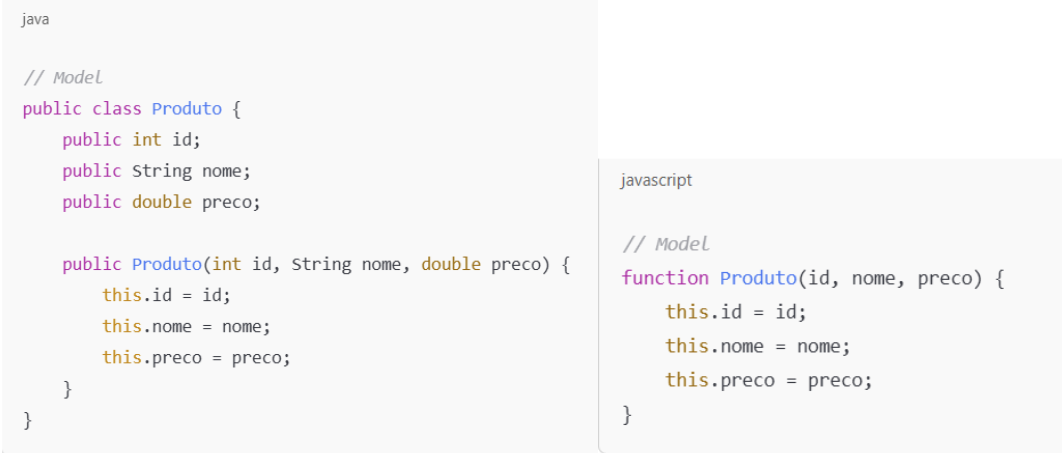 java
// Model
public class Produto {
    public int id;
    public String nome;
    public double preco;
    public Produto(int id, String nome, double preco) {
        this.id = id;
        this.nome = nome;
        this.preco = preco;
    }
}
javascript
// Model
function Produto(id, nome, preco) {
    this.id = id;
    this.nome = nome;
    this.preco = preco;
}